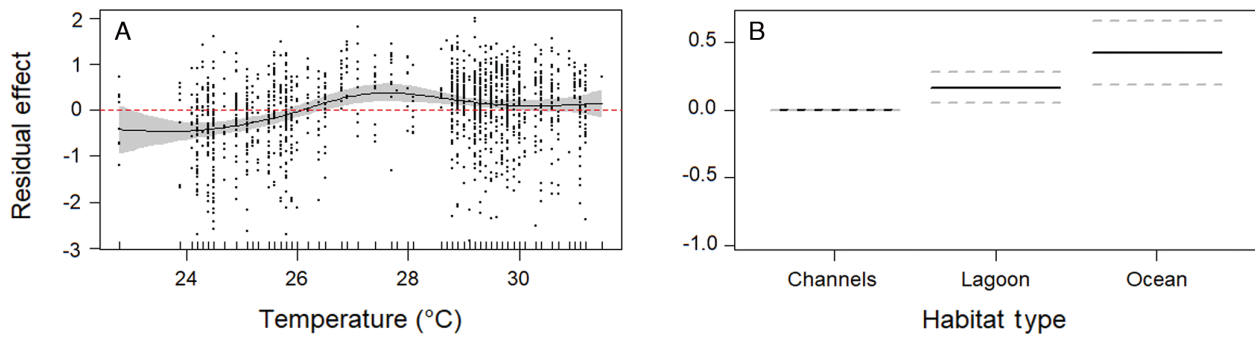 A
Residual effect
2
1
0
-1
-2
-3
24
26
28
30
Temperature (°C)
B
0.5
0.0
-0.5
-1.0
Channels
Lagoon
Ocean
Habitat type